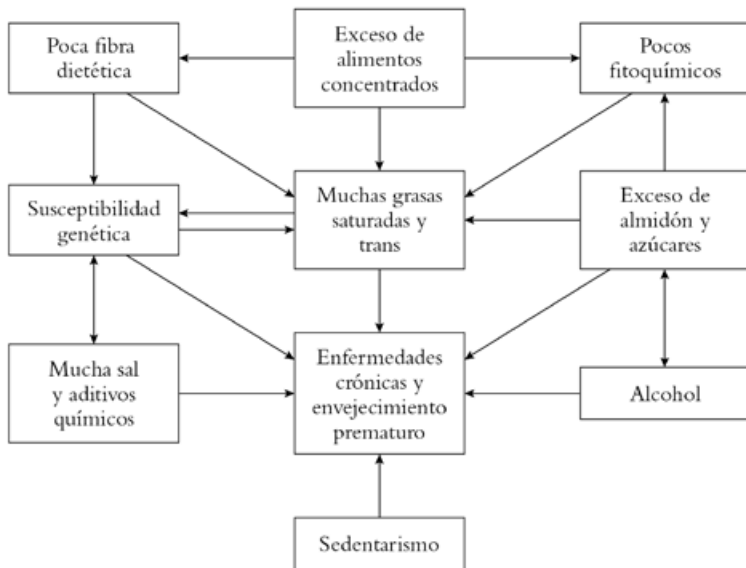 Poca fibra
dietética
Exceso de
alimentos
concentrados
Pocos
fitoquímicos
Susceptibilidad
genética
Muchas grasas
saturadas y
trans
Exceso de
almidón y
azúcares
Mucha sal
y aditivos
químicos
Enfermedades
crónicas y
envejecimiento
prematuro
Alcohol
Sedentarismo